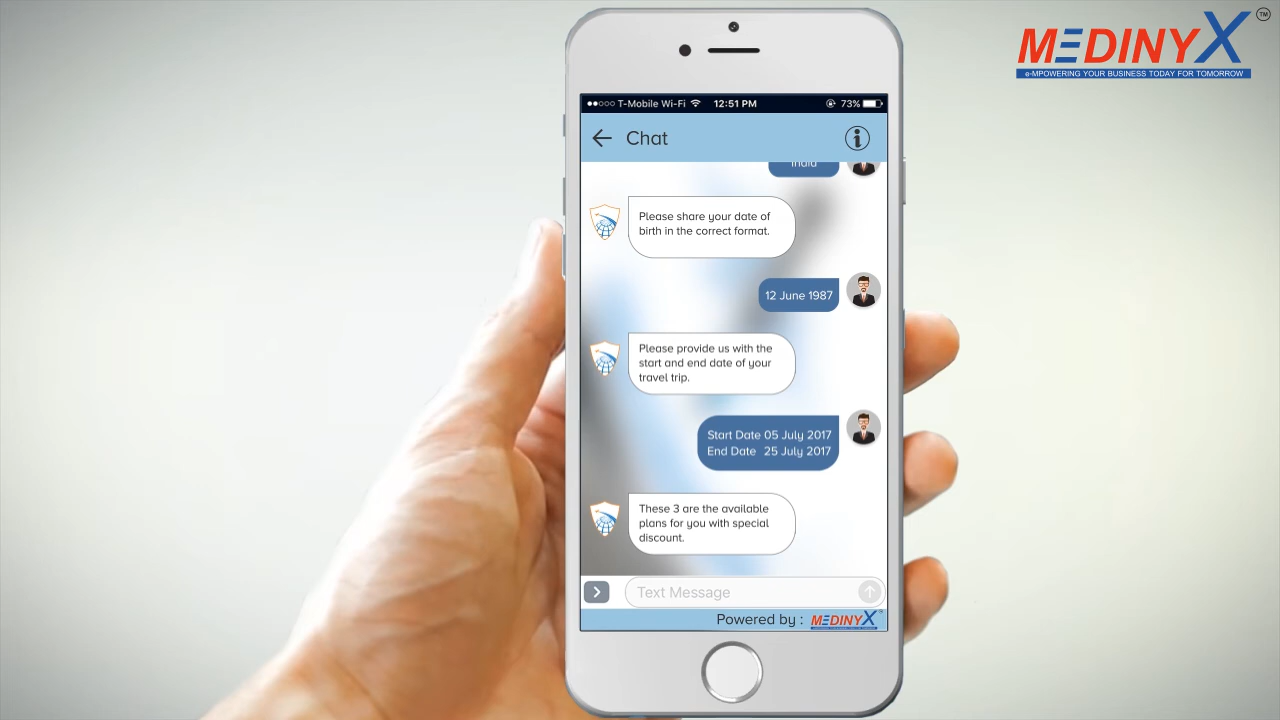 MEDINYX TM
e-MPOWERING YOUR BUSINESS TODAY FOR TOMORROW
T-Mobile Wi-Fi 12:51 PM 73%
Chat
India
Please share your date of
birth in the correct format.
12 June 1987
Please provide us with the
start and end date of your
travel trip.
Start Date 05 July 2017
End Date 25 July 2017
These 3 are the available
plans for you with special
discount.
Text Message
Powered by : MEDINYX